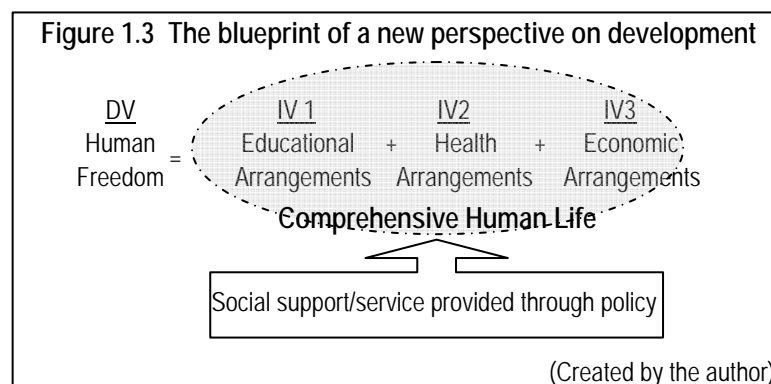 Figure 1.3 The blueprint of a new perspective on development
DV IV 1 IV2 IV3
Human Educational + Health + Economic
Freedom = Arrangements Arrangements Arrangements
Comprehensive Human Life
Social support/service provided through policy
(Created by the author)